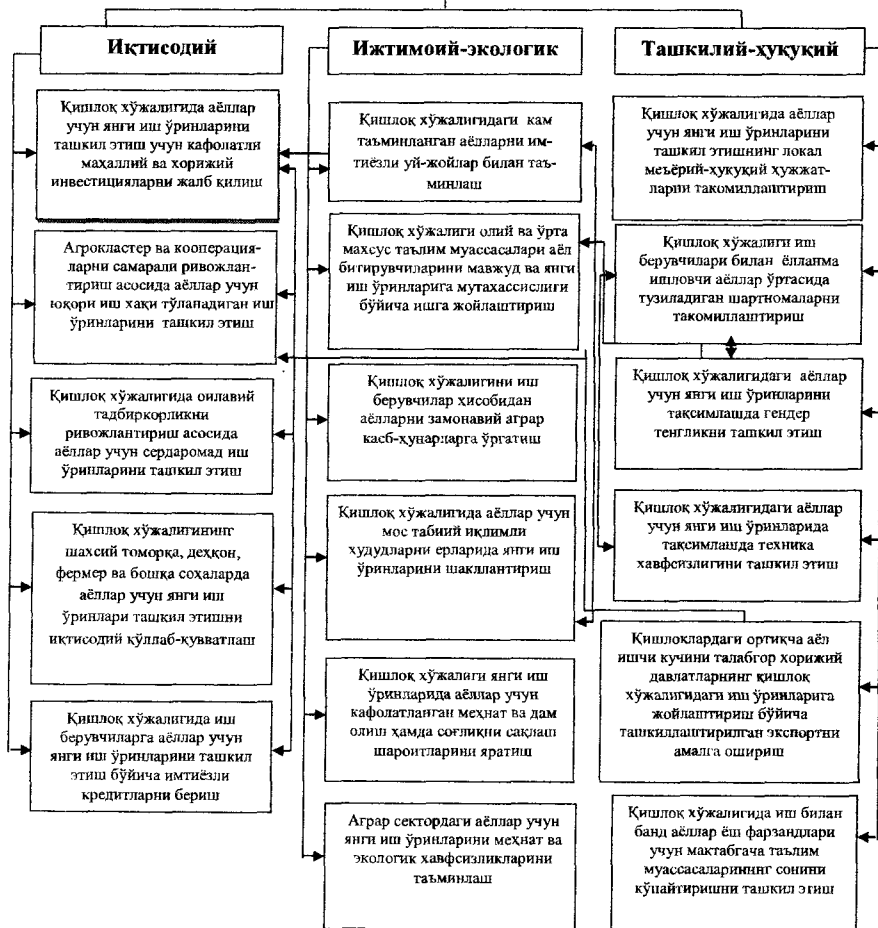 Иқтисодий
Қишлоқ хўжалигида аёллар
учун янги иш ўринларини
ташкил этиш учун кафолатли
маҳаллий ва хорижий
инвестицияларни жалб қилиш
Агрокластер ва кооперация-
ларни самарали ривожлан-
тириш асосида аёллар учун
юқори иш хақи тўланадиган иш
ўринларини ташкил этиш
Қишлоқ хўжалигида оилавий
тадбиркорликни
ривожлантириш асосида
аёллар учун сердаромад иш
ўринларини ташкил этиш
Қишлоқ хўжалигининг
шахсий томорқа, деҳқон,
фермер ва бошқа соҳаларда
аёллар учун янги иш
ўринлари ташкил этишни
иқтисодий қўллаб-қувватлаш
Қишлоқ хўжалигида иш
берувчиларга аёллар учун
янги иш ўринларини ташкил
этиш бўйича имтиёзли
кредитларни бериш
Ижтимоий-экологик
Қишлоқ хўжалигидаги кам
таъминланган аёлларни им-
тиёзли уй-жойлар билан таъ-
минлаш
Қишлоқ хўжалиги олий ва ўрта
махсус таълим муассасалари аёл
битирувчиларини мавжуд ва янги
иш ўринларига мутахассислиги
бўйича ишга жойлаштириш
Қишлоқ хўжалигини иш
берувчилар ҳисобидан
аёлларни замонавий аграр
касб-ҳунарларга ўргатиш
Қишлоқ хўжалигида аёллар учун
мос табиий иқлимли
худудларни ерларида янги иш
ўринларини шакллантириш
Қишлоқ хўжалиги янги иш
ўринларида аёллар учун
кафолатланган меҳнат ва дам
олиш ҳамда соғлиқни сақлаш
шароитларини яратиш
Аграр сектордаги аёллар учун
янги иш ўринларини меҳнат ва
экологик хавфсизликларини
таъминлаш
Ташкилий-ҳуқуқий
Қишлоқ хўжалигида аёллар
учун янги иш ўринларини
ташкил этишнинг локал
меъёрий-ҳуқуқий ҳужжат-
ларни такомиллаштириш
Қишлоқ хўжалиги иш
берувчилари билан ёлланма
ишловчи аёллар ўртасида
тузиладиган шартномаларни
такомиллаштириш
Қишлоқ хўжалигидаги аёллар
учун янги иш ўринларини
тақсимлашда гендер
тенгликни ташкил этиш
Қишлоқ хўжалигидаги аёллар
учун янги иш ўринларида
тақсимлашда техника
хавфсизлигини ташкил этиш
Қишлоклардаги ортиқча аёл
ишчи кучини талабгор хорижий
давлатларнинг қишлоқ
хўжалигидаги иш ўринларига
жойлаштириш бўйича
ташкиллаштирилган экспортни
амалга ошириш
Қишлоқ хўжалигида иш билан
банд аёллар ёш фарзандлари
учун мактабгача таълим
муассасаларининг сонини
кўпайтиришни ташкил этиш